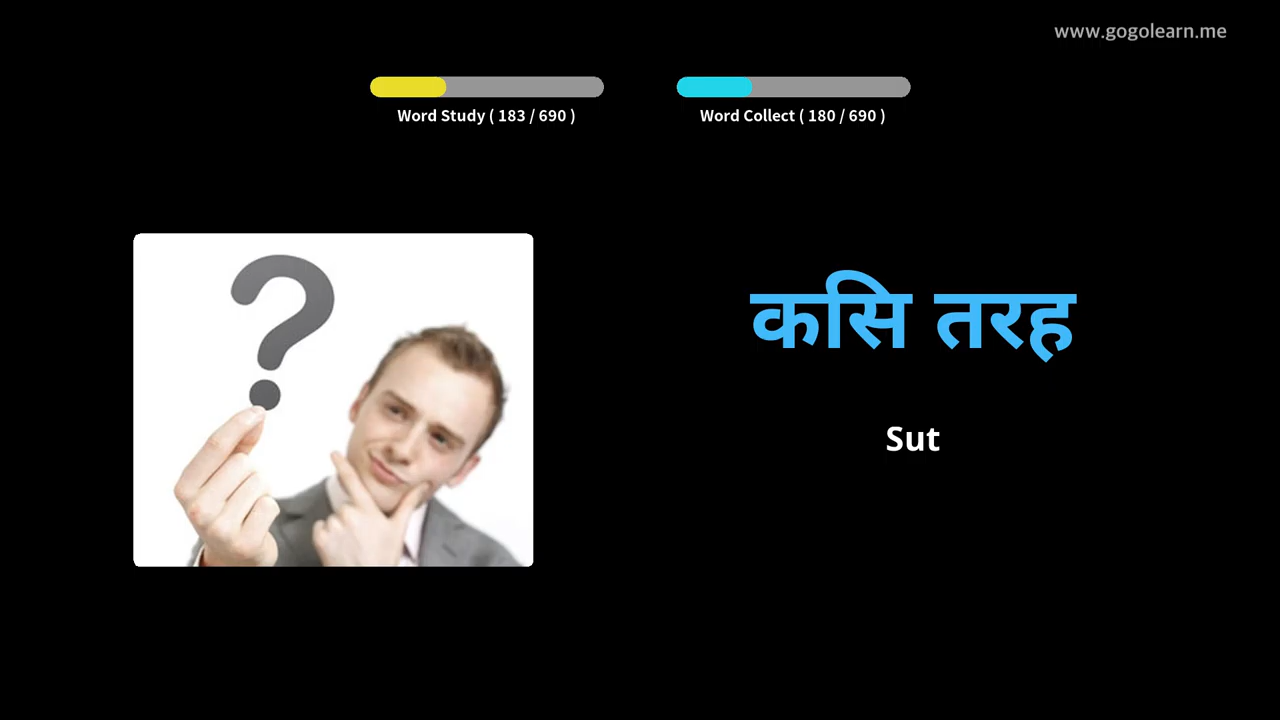 www.gogolearn.me
Word Study ( 183 / 690 )
Word Collect ( 180 / 690 )
कसिि तरह
Sut